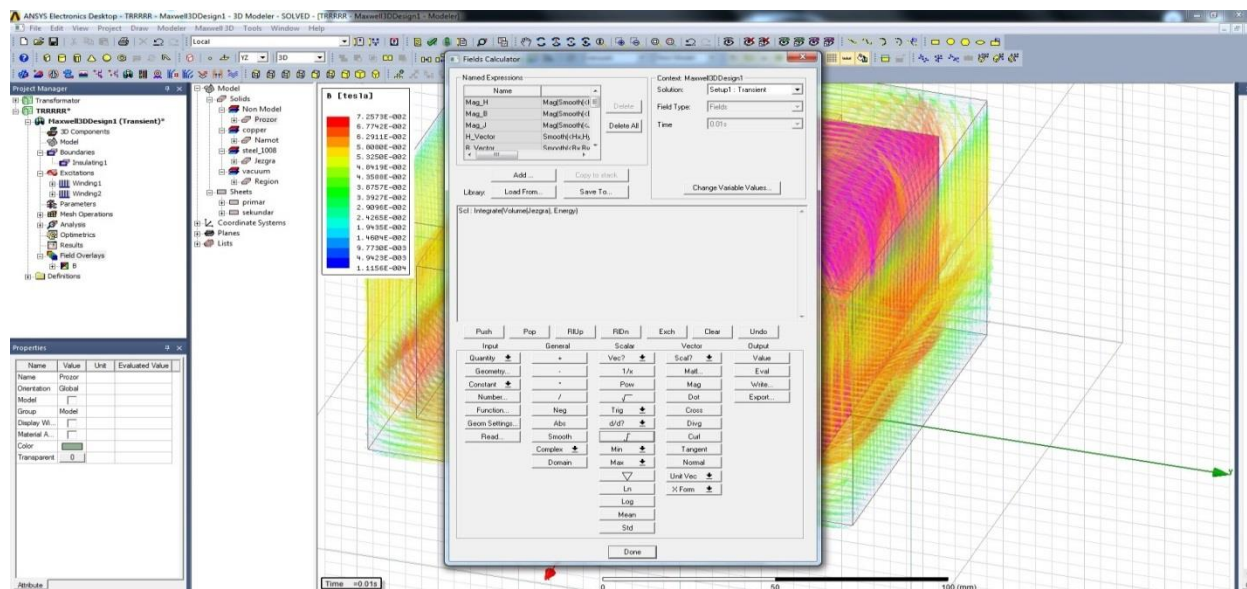 ANSYS Electronics Desktop - TRRRRR - Maxwell3DDesign1 - 3D Modeler - SOLVED - [TRRRRR - Maxwell3DDesign1 - Modeler]
File Edit View Project Draw Modeler Maxwell 3D Tools Window Help
Local
YZ 3D
Project Manager
Transformator
TRRRRR*
Maxwell3DDesign1 (Transient)*
3D Components
Model
Boundaries
Insulating1
Excitations
Winding1
Winding2
Parameters
Mesh Operations
Analysis
Optimetrics
Results
Field Overlays
B
Definitions
Properties
Name Value Unit Evaluated Value
Name Prozor
Orientation Global
Model
Group Model
Display Wi...
Material A...
Color
Transparent 0
Attribute
Model
Solids
Non Model
Prozor
copper
Namot
steel_1008
Jezgra
vacuum
Region
Sheets
primar
sekundar
Coordinate Systems
Planes
Lists
B [tesla]
7.2573E-002
6.7742E-002
6.2911E-002
5.8080E-002
5.3250E-002
4.8419E-002
4.3588E-002
3.8757E-002
3.3927E-002
2.9096E-002
2.4265E-002
1.9435E-002
1.4604E-002
9.7730E-003
4.9423E-003
1.1156E-004
Time =0.01s
Fields Calculator
Named Expressions
Name
Mag_H Mag(Smooth(<H
Mag_B
Mag_J Mag(Smooth(<
H_Vector Smooth(<Hx,Hy
B_Vector Smooth(<Bx,By
Delete
Delete All
Add ... Copy to stack
Library: Load From... Save To...
Context: Maxwell3DDesign1
Solution: Setup1 : Transient
Field Type: Fields
Time 0.01s
Change Variable Values...
Scl : Integrate(Volume(Jezgra), Energy)
Push Pop RlUp RlDn Exch Clear Undo
Input General Scalar Vector Output
Quantity + Vec? Scal? Value
Geometry... - 1/x Matl... Eval
Constant * Pow Mag Write...
Number... / √ Dot Export...
Function... Neg Trig Cross
Geom Settings... Abs d/d? Divg
Read... Smooth ∫ Curl
Complex Min Tangent
Domain Max Normal
▽ Unit Vec
Ln X Form
Log
Mean
Std
Done
y
0 50 100 (mm)